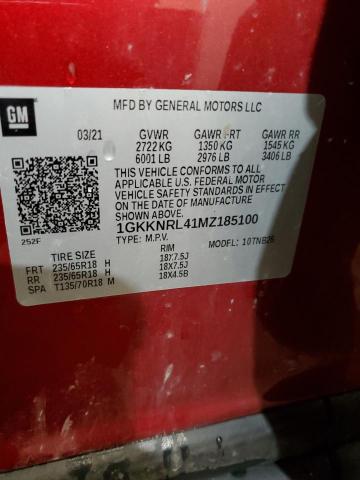 GM
MFD BY GENERAL MOTORS LLC
03/21 GVWR GAWR FRT GAWR RR
2722 KG 1350 KG 1545 KG
6001 LB 2976 LB 3406 LB
THIS VEHICLE CONFORMS TO ALL
APPLICABLE U.S. FEDERAL MOTOR
VEHICLE SAFETY STANDARDS IN EFFECT
ON THE DATE OF MANUFACTURE
SHOWN ABOVE.
1GKKNRL41MZ185100
TYPE: M.P.V. MODEL: 10TNB26
252F
TIRE SIZE RIM
FRT 235/65R18 H 18X7.5J
RR 235/65R18 H 18X7.5J
SPA T135/70R18 M 18X4.5B